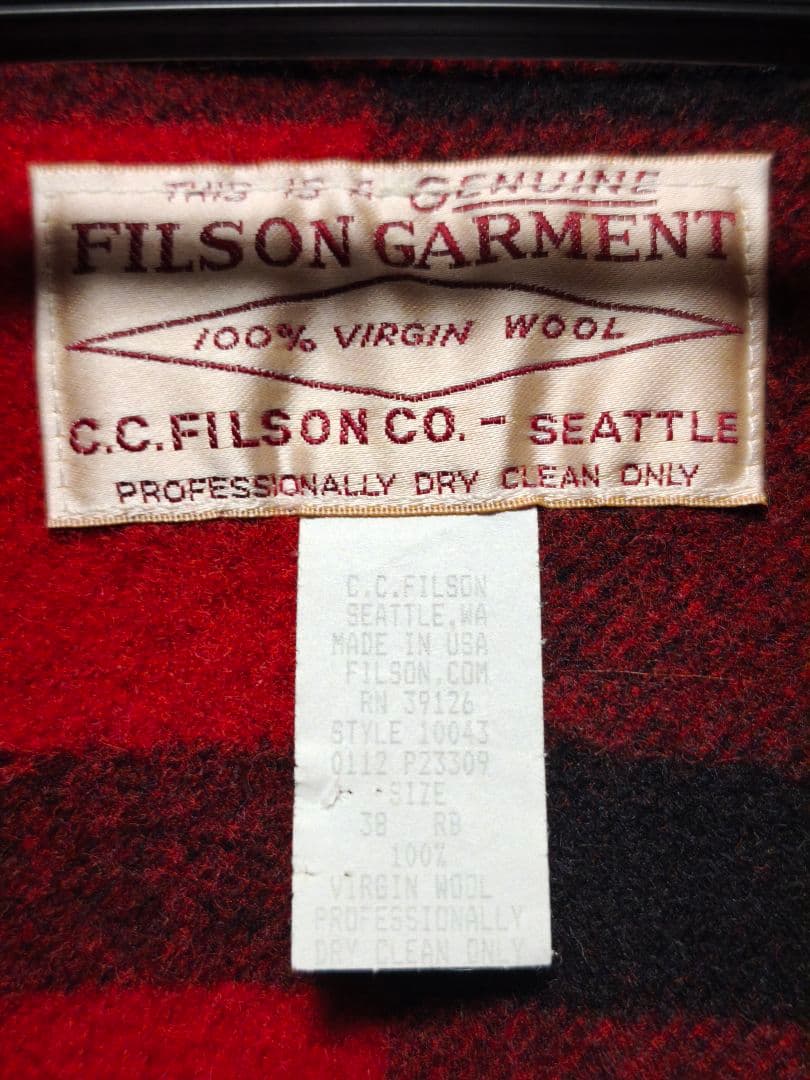 THIS IS A GENUINE
FILSON GARMENT
100% VIRGIN WOOL
C.C. FILSON CO. - SEATTLE
PROFESSIONALLY DRY CLEAN ONLY
C.C.FILSON
SEATTLE,WA
MADE IN USA
FILSON.COM
RN 39126
STYLE 10043
0112 P23309
SIZE
38 RB
100%
VIRGIN WOOL
PROFESSIONALLY
DRY CLEAN ONLY